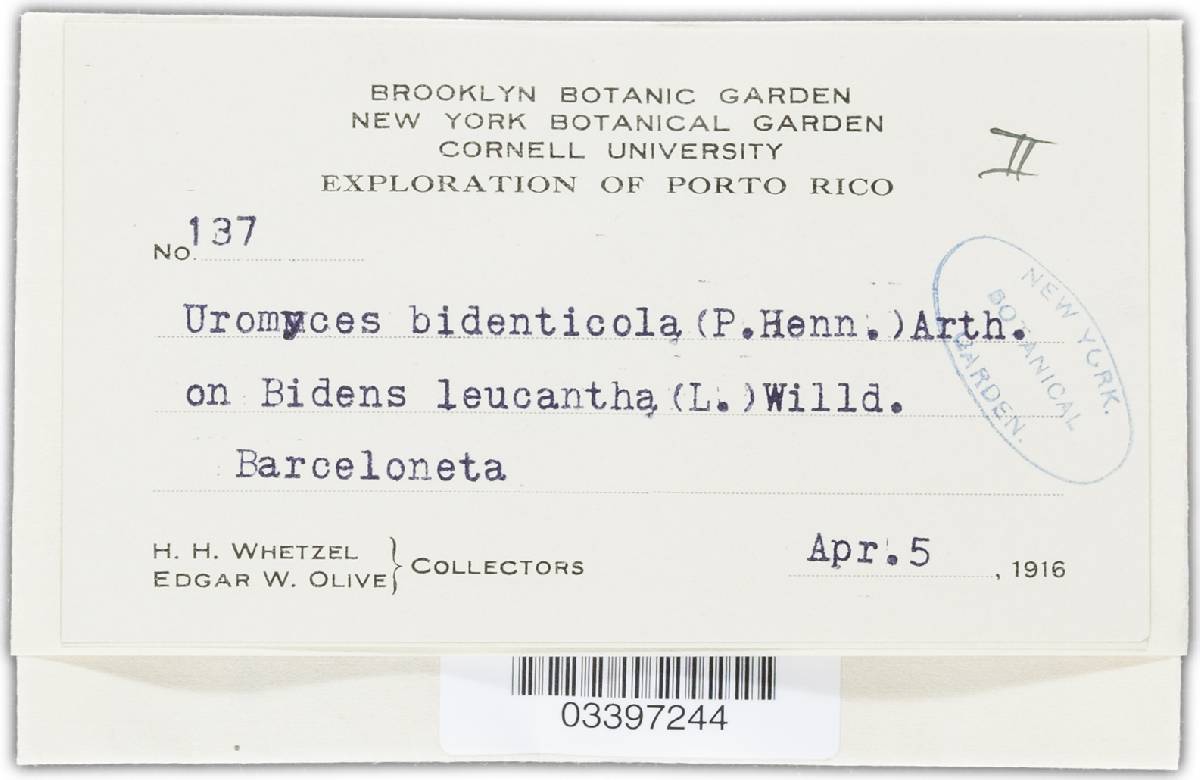 BROOKLYN BOTANIC GARDEN
NEW YORK BOTANICAL GARDEN
CORNELL UNIVERSITY
EXPLORATION OF PORTO RICO
II
No. 137
Uromyces bidenticola, (P.Henn.) Arth.
on Bidens leucantha, (L.) Willd.
Barceloneta
NEW YORK
BOTANICAL
GARDEN.
H. H. WHETZEL
EDGAR W. OLIVE } COLLECTORS
Apr. 5, 1916
03397244